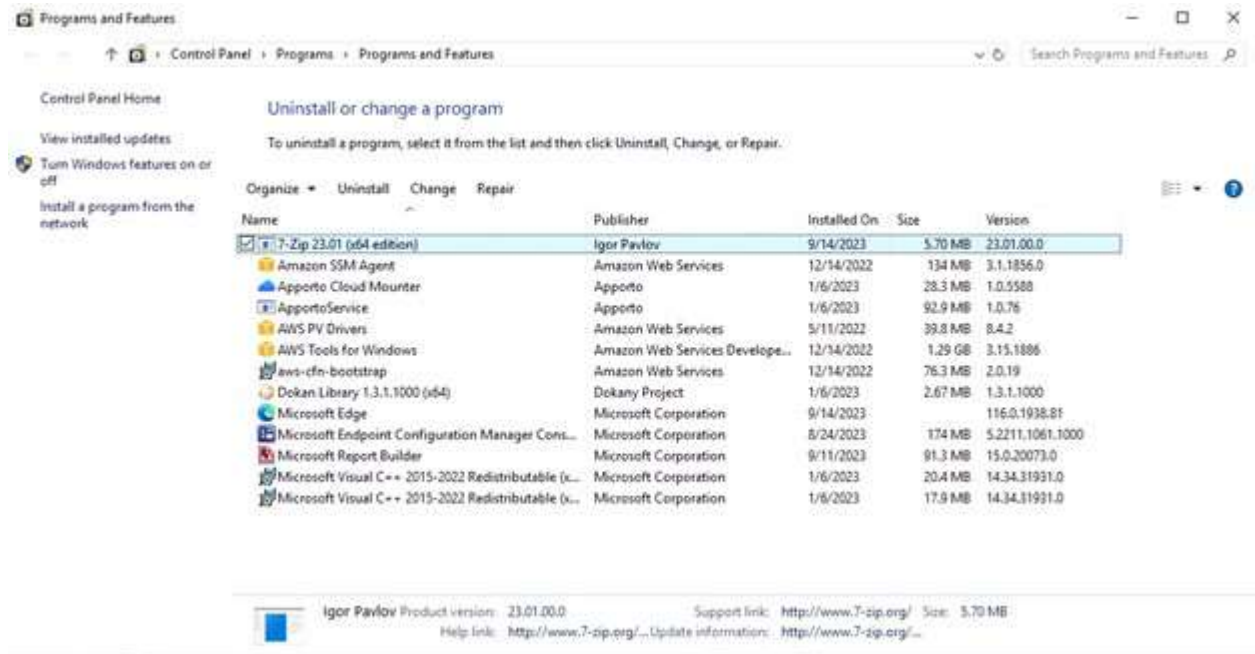 Programs and Features
Control Panel › Programs › Programs and Features
Search Programs and Features
Control Panel Home
View installed updates
Turn Windows features on or
off
Install a program from the
network
Uninstall or change a program
To uninstall a program, select it from the list and then click Uninstall, Change, or Repair.
Organize Uninstall Change Repair
Name Publisher Installed On Size Version
7-Zip 23.01 (x64 edition) Igor Pavlov 9/14/2023 5.70 MB 23.01.00.0
Amazon SSM Agent Amazon Web Services 12/14/2022 134 MB 3.1.1856.0
Apporto Cloud Mounter Apporto 1/6/2023 28.3 MB 1.0.5588
ApportoService Apporto 1/6/2023 92.9 MB 1.0.76
AWS PV Drivers Amazon Web Services 5/11/2022 39.8 MB 8.4.2
AWS Tools for Windows Amazon Web Services Develope... 12/14/2022 1.29 GB 3.15.1886
aws-cfn-bootstrap Amazon Web Services 12/14/2022 76.3 MB 2.0.19
Dokan Library 1.3.1.1000 (x64) Dokany Project 1/6/2023 2.67 MB 1.3.1.1000
Microsoft Edge Microsoft Corporation 9/14/2023 116.0.1938.81
Microsoft Endpoint Configuration Manager Cons... Microsoft Corporation 8/24/2023 174 MB 5.2211.1061.1000
Microsoft Report Builder Microsoft Corporation 9/11/2023 91.3 MB 15.0.20073.0
Microsoft Visual C++ 2015-2022 Redistributable (x... Microsoft Corporation 1/6/2023 20.4 MB 14.34.31931.0
Microsoft Visual C++ 2015-2022 Redistributable (x... Microsoft Corporation 1/6/2023 17.9 MB 14.34.31931.0
Igor Pavlov Product version: 23.01.00.0 Support link: http://www.7-zip.org/ Size: 5.70 MB
Help link: http://www.7-zip.org/... Update information: http://www.7-zip.org/...